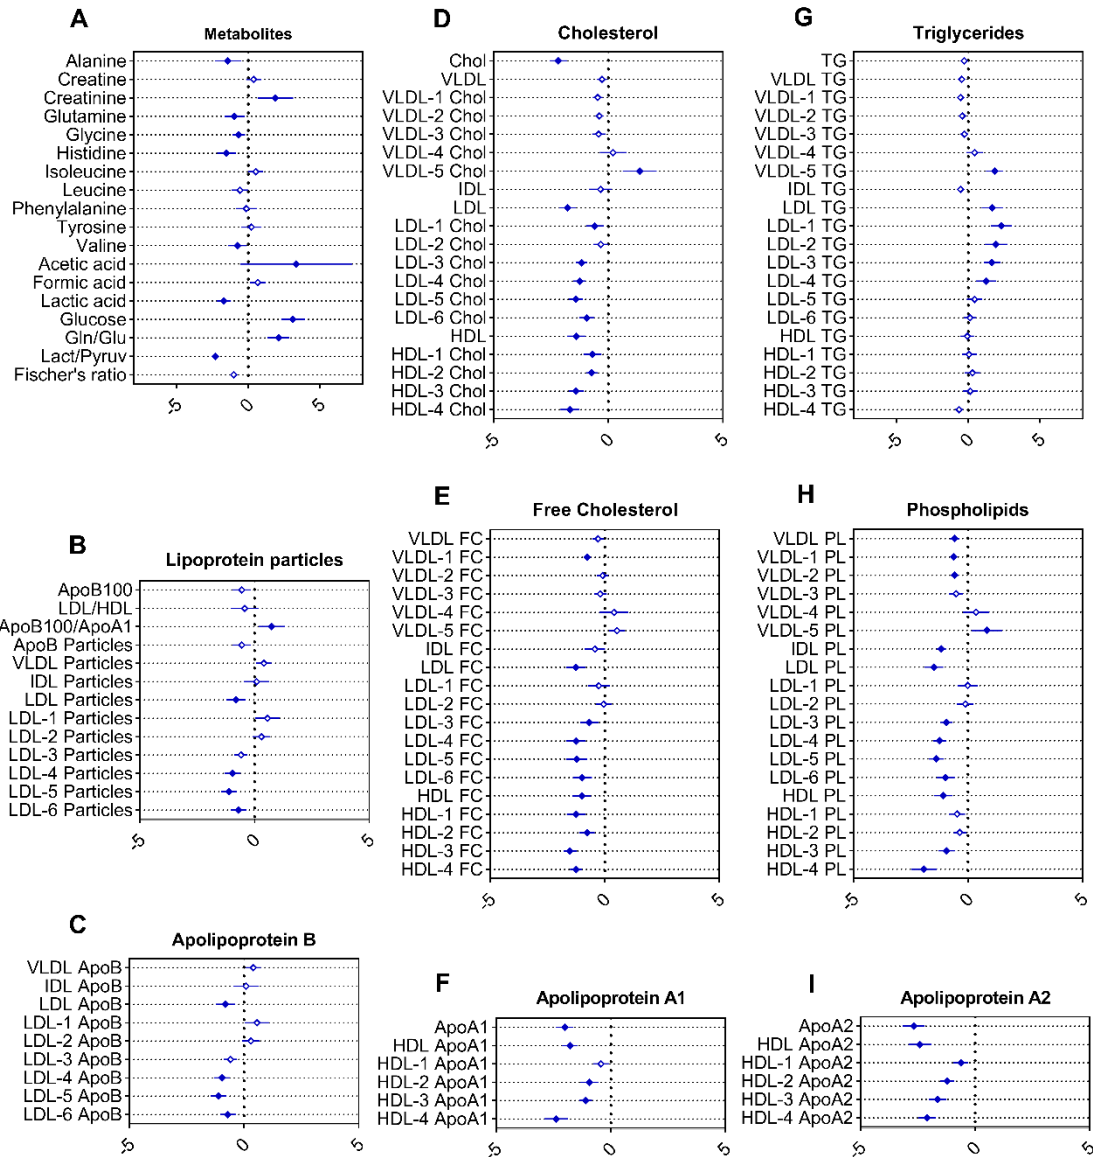 A
Metabolites
Alanine
Creatine
Creatinine
Glutamine
Glycine
Histidine
Isoleucine
Leucine
Phenylalanine
Tyrosine
Valine
Acetic acid
Formic acid
Lactic acid
Glucose
Gln/Glu
Lact/Pyruv
Fischer's ratio
-5 0 5
B
Lipoprotein particles
ApoB100
LDL/HDL
ApoB100/ApoA1
ApoB Particles
VLDL Particles
IDL Particles
LDL Particles
LDL-1 Particles
LDL-2 Particles
LDL-3 Particles
LDL-4 Particles
LDL-5 Particles
LDL-6 Particles
-5 0 5
C
Apolipoprotein B
VLDL ApoB
IDL ApoB
LDL ApoB
LDL-1 ApoB
LDL-2 ApoB
LDL-3 ApoB
LDL-4 ApoB
LDL-5 ApoB
LDL-6 ApoB
-5 0 5
D
Cholesterol
Chol
VLDL
VLDL-1 Chol
VLDL-2 Chol
VLDL-3 Chol
VLDL-4 Chol
VLDL-5 Chol
IDL
LDL
LDL-1 Chol
LDL-2 Chol
LDL-3 Chol
LDL-4 Chol
LDL-5 Chol
LDL-6 Chol
HDL
HDL-1 Chol
HDL-2 Chol
HDL-3 Chol
HDL-4 Chol
-5 0 5
E
Free Cholesterol
VLDL FC
VLDL-1 FC
VLDL-2 FC
VLDL-3 FC
VLDL-4 FC
VLDL-5 FC
IDL FC
LDL FC
LDL-1 FC
LDL-2 FC
LDL-3 FC
LDL-4 FC
LDL-5 FC
LDL-6 FC
HDL FC
HDL-1 FC
HDL-2 FC
HDL-3 FC
HDL-4 FC
-5 0 5
F
Apolipoprotein A1
ApoA1
HDL ApoA1
HDL-1 ApoA1
HDL-2 ApoA1
HDL-3 ApoA1
HDL-4 ApoA1
-5 0 5
G
Triglycerides
TG
VLDL TG
VLDL-1 TG
VLDL-2 TG
VLDL-3 TG
VLDL-4 TG
VLDL-5 TG
IDL TG
LDL TG
LDL-1 TG
LDL-2 TG
LDL-3 TG
LDL-4 TG
LDL-5 TG
LDL-6 TG
HDL TG
HDL-1 TG
HDL-2 TG
HDL-3 TG
HDL-4 TG
-5 0 5
H
Phospholipids
VLDL PL
VLDL-1 PL
VLDL-2 PL
VLDL-3 PL
VLDL-4 PL
VLDL-5 PL
IDL PL
LDL PL
LDL-1 PL
LDL-2 PL
LDL-3 PL
LDL-4 PL
LDL-5 PL
LDL-6 PL
HDL PL
HDL-1 PL
HDL-2 PL
HDL-3 PL
HDL-4 PL
-5 0 5
I
Apolipoprotein A2
ApoA2
HDL ApoA2
HDL-1 ApoA2
HDL-2 ApoA2
HDL-3 ApoA2
HDL-4 ApoA2
-5 0 5